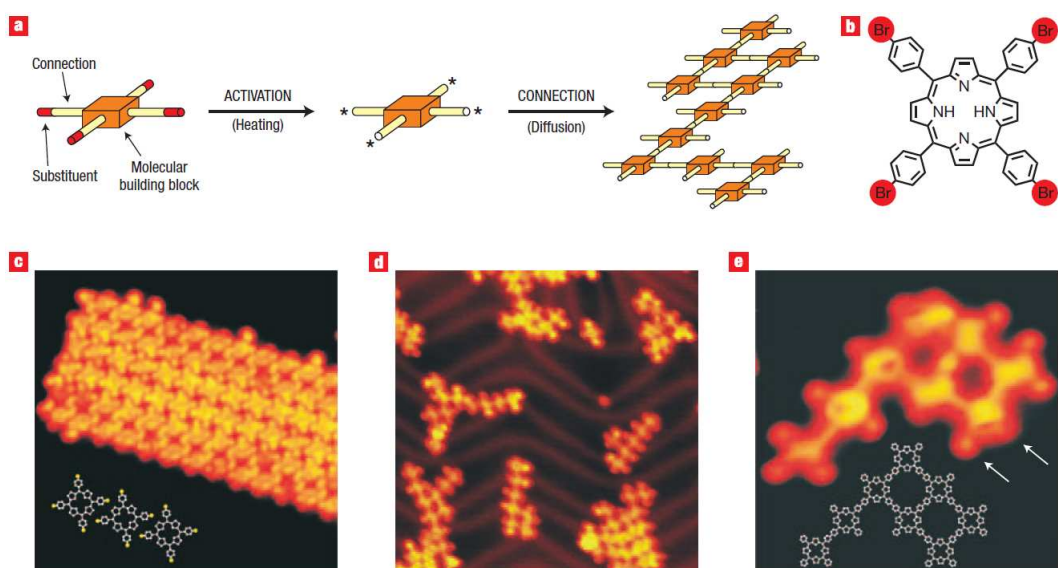 a
Connection
Substituent
Molecular
building block
ACTIVATION
(Heating)
*
*
*
*
CONNECTION
(Diffusion)
b
Br
Br
N
NH
HN
N
Br
Br
c
d
e